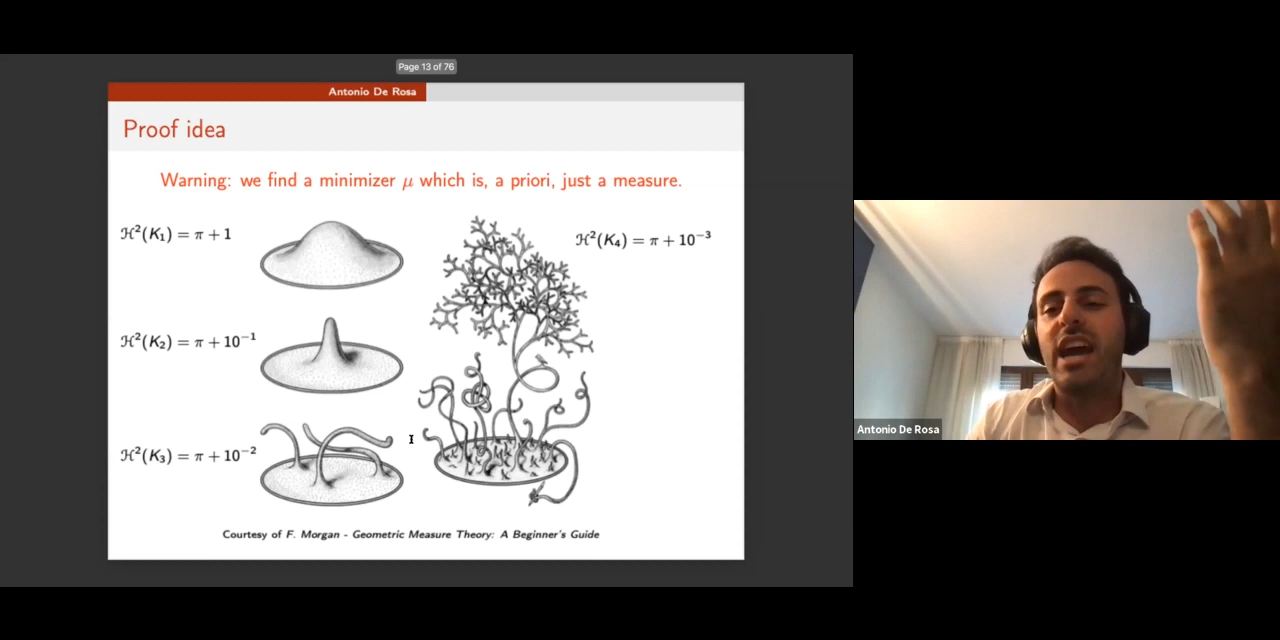 Page 13 of 76
Antonio De Rosa
Proof idea
Warning: we find a minimizer μ which is, a priori, just a measure.
ℋ²(K₁) = π + 1
ℋ²(K₄) = π + 10⁻³
ℋ²(K₂) = π + 10⁻¹
ℋ²(K₃) = π + 10⁻²
Courtesy of F. Morgan - Geometric Measure Theory: A Beginner's Guide
Antonio De Rosa